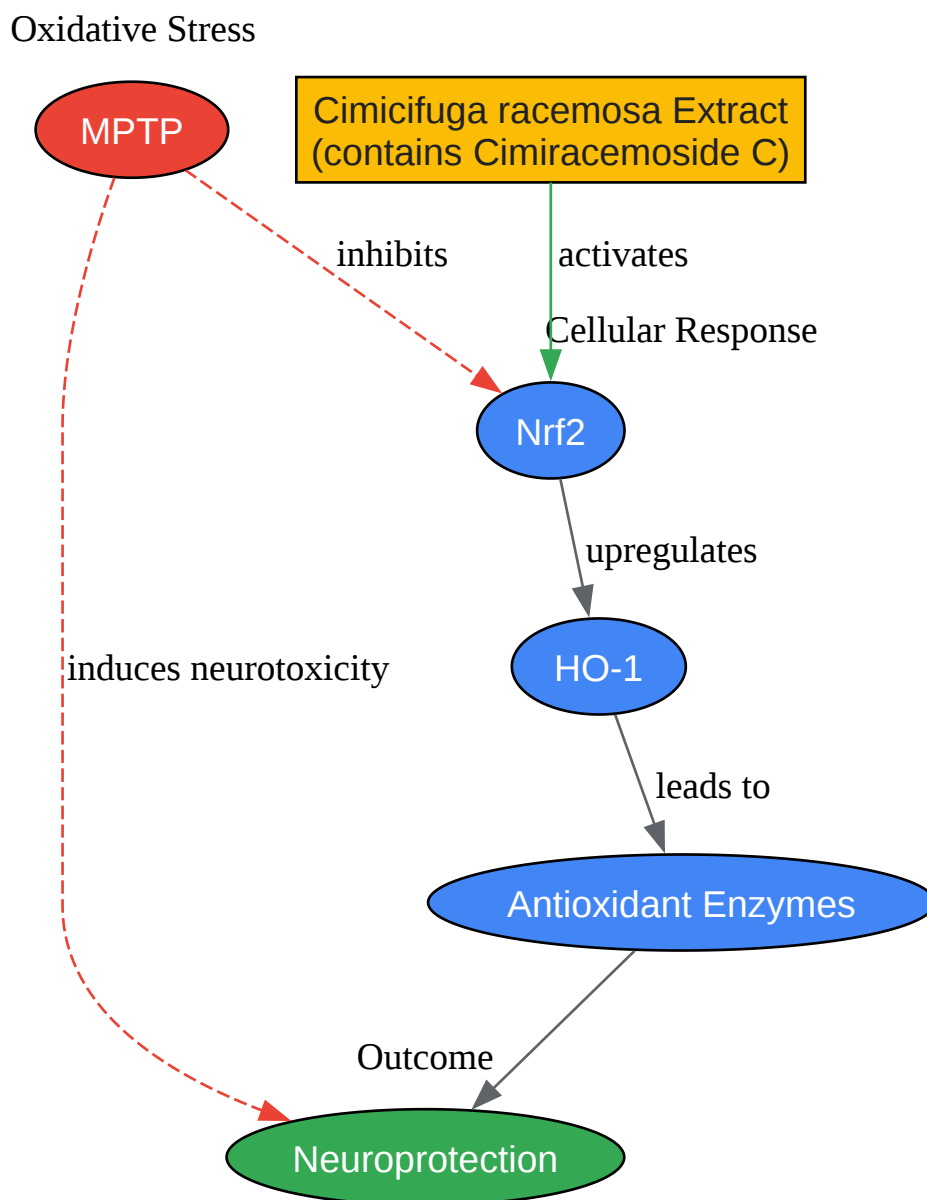 Oxidative Stress
MPTP
Cimicifuga racemosa Extract
(contains Cimiracemoside C)
inhibits
activates
Cellular Response
Nrf2
upregulates
HO-1
induces neurotoxicity
leads to
Antioxidant Enzymes
Outcome
Neuroprotection